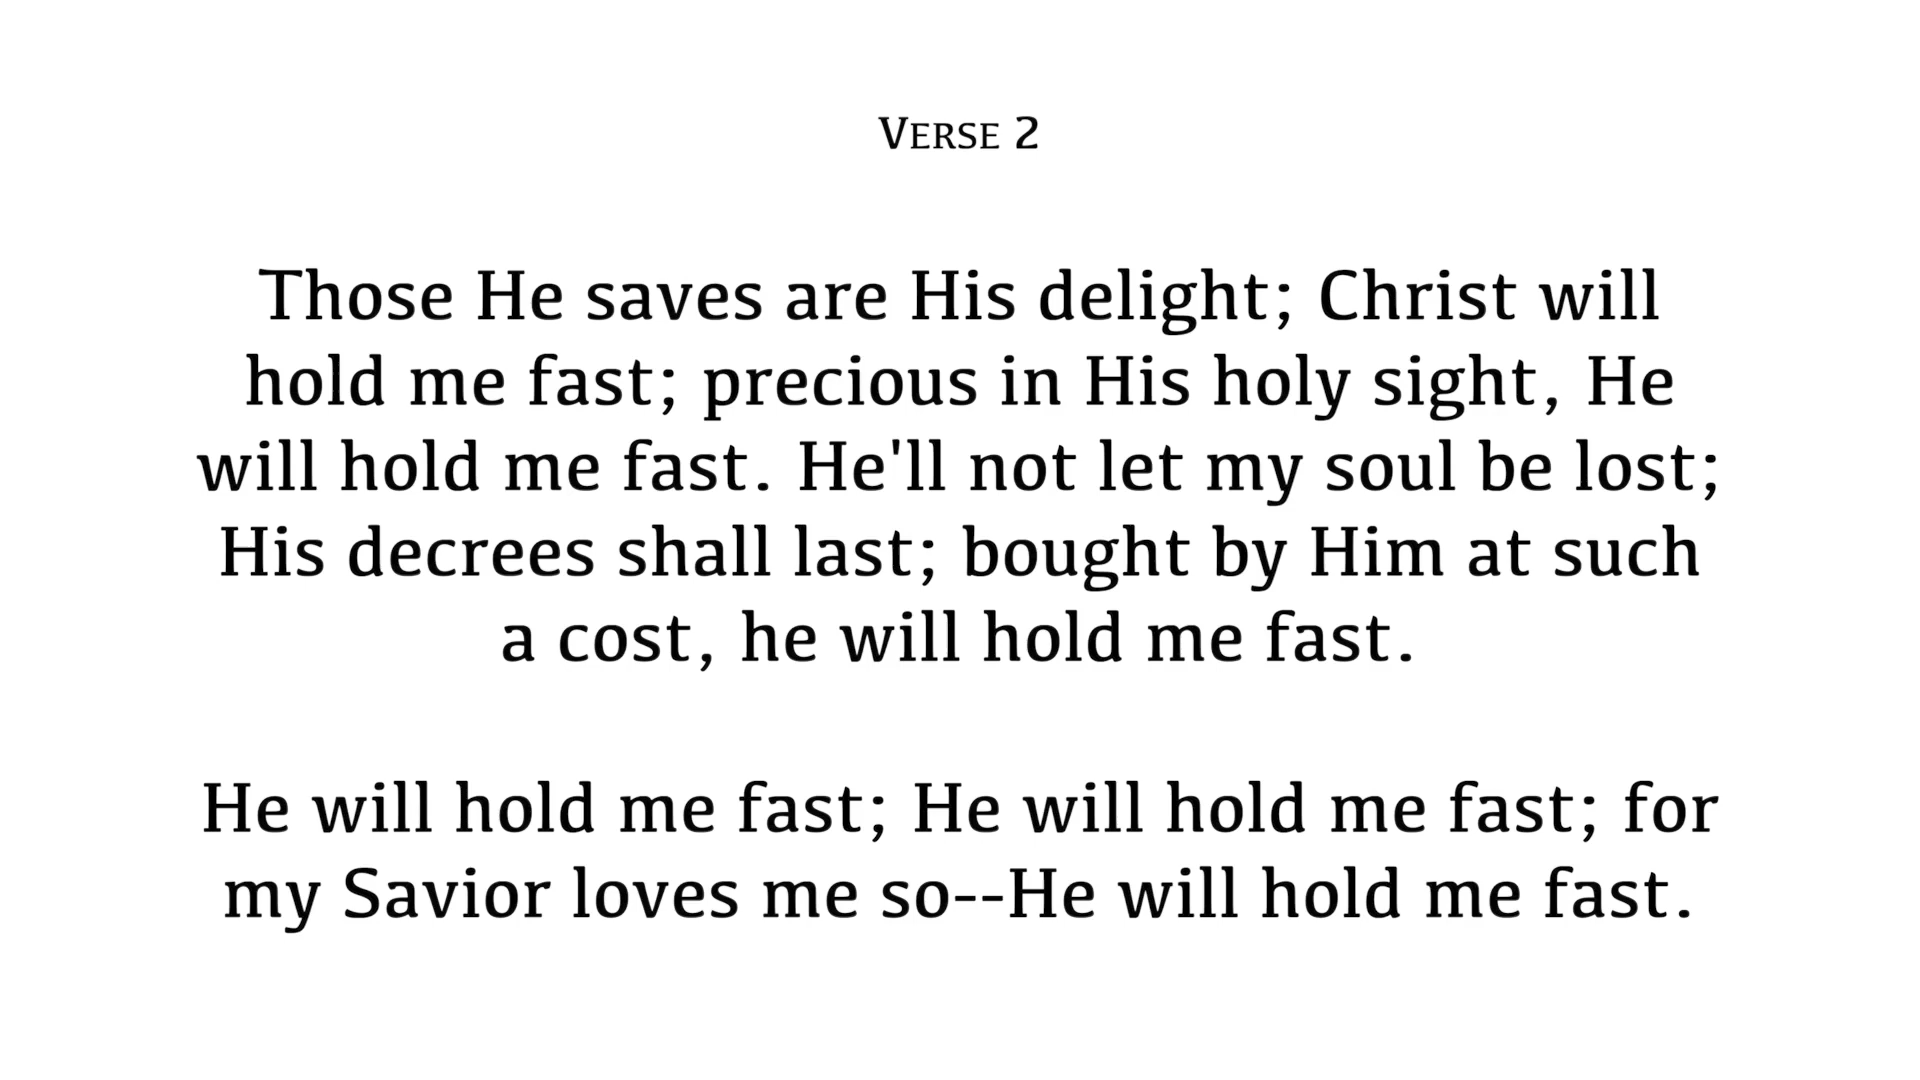 Verse 2
Those He saves are His delight; Christ will
hold me fast; precious in His holy sight, He
will hold me fast. He'll not let my soul be lost;
His decrees shall last; bought by Him at such
a cost, he will hold me fast.
He will hold me fast; He will hold me fast; for
my Savior loves me so--He will hold me fast.